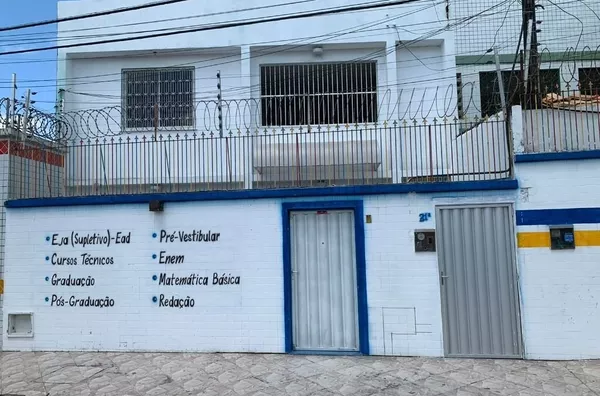 Eja (Supletivo)-Ead
Cursos Técnicos
Graduação
Pós-Graduação
Pré-Vestibular
Enem
Matemática Básica
Redação